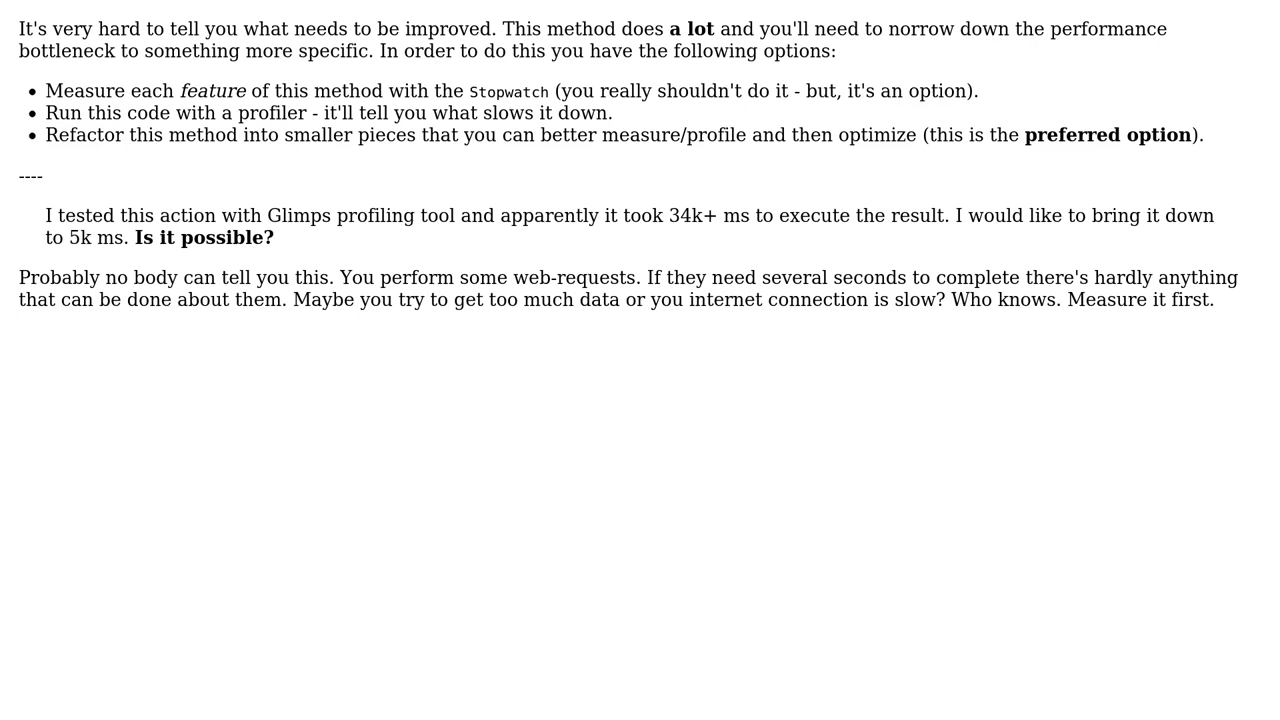 It's very hard to tell you what needs to be improved. This method does a lot and you'll need to norrow down the performance
bottleneck to something more specific. In order to do this you have the following options:
• Measure each feature of this method with the Stopwatch (you really shouldn't do it - but, it's an option).
• Run this code with a profiler - it'll tell you what slows it down.
• Refactor this method into smaller pieces that you can better measure/profile and then optimize (this is the preferred option).
----
I tested this action with Glimps profiling tool and apparently it took 34k+ ms to execute the result. I would like to bring it down
to 5k ms. Is it possible?
Probably no body can tell you this. You perform some web-requests. If they need several seconds to complete there's hardly anything
that can be done about them. Maybe you try to get too much data or you internet connection is slow? Who knows. Measure it first.